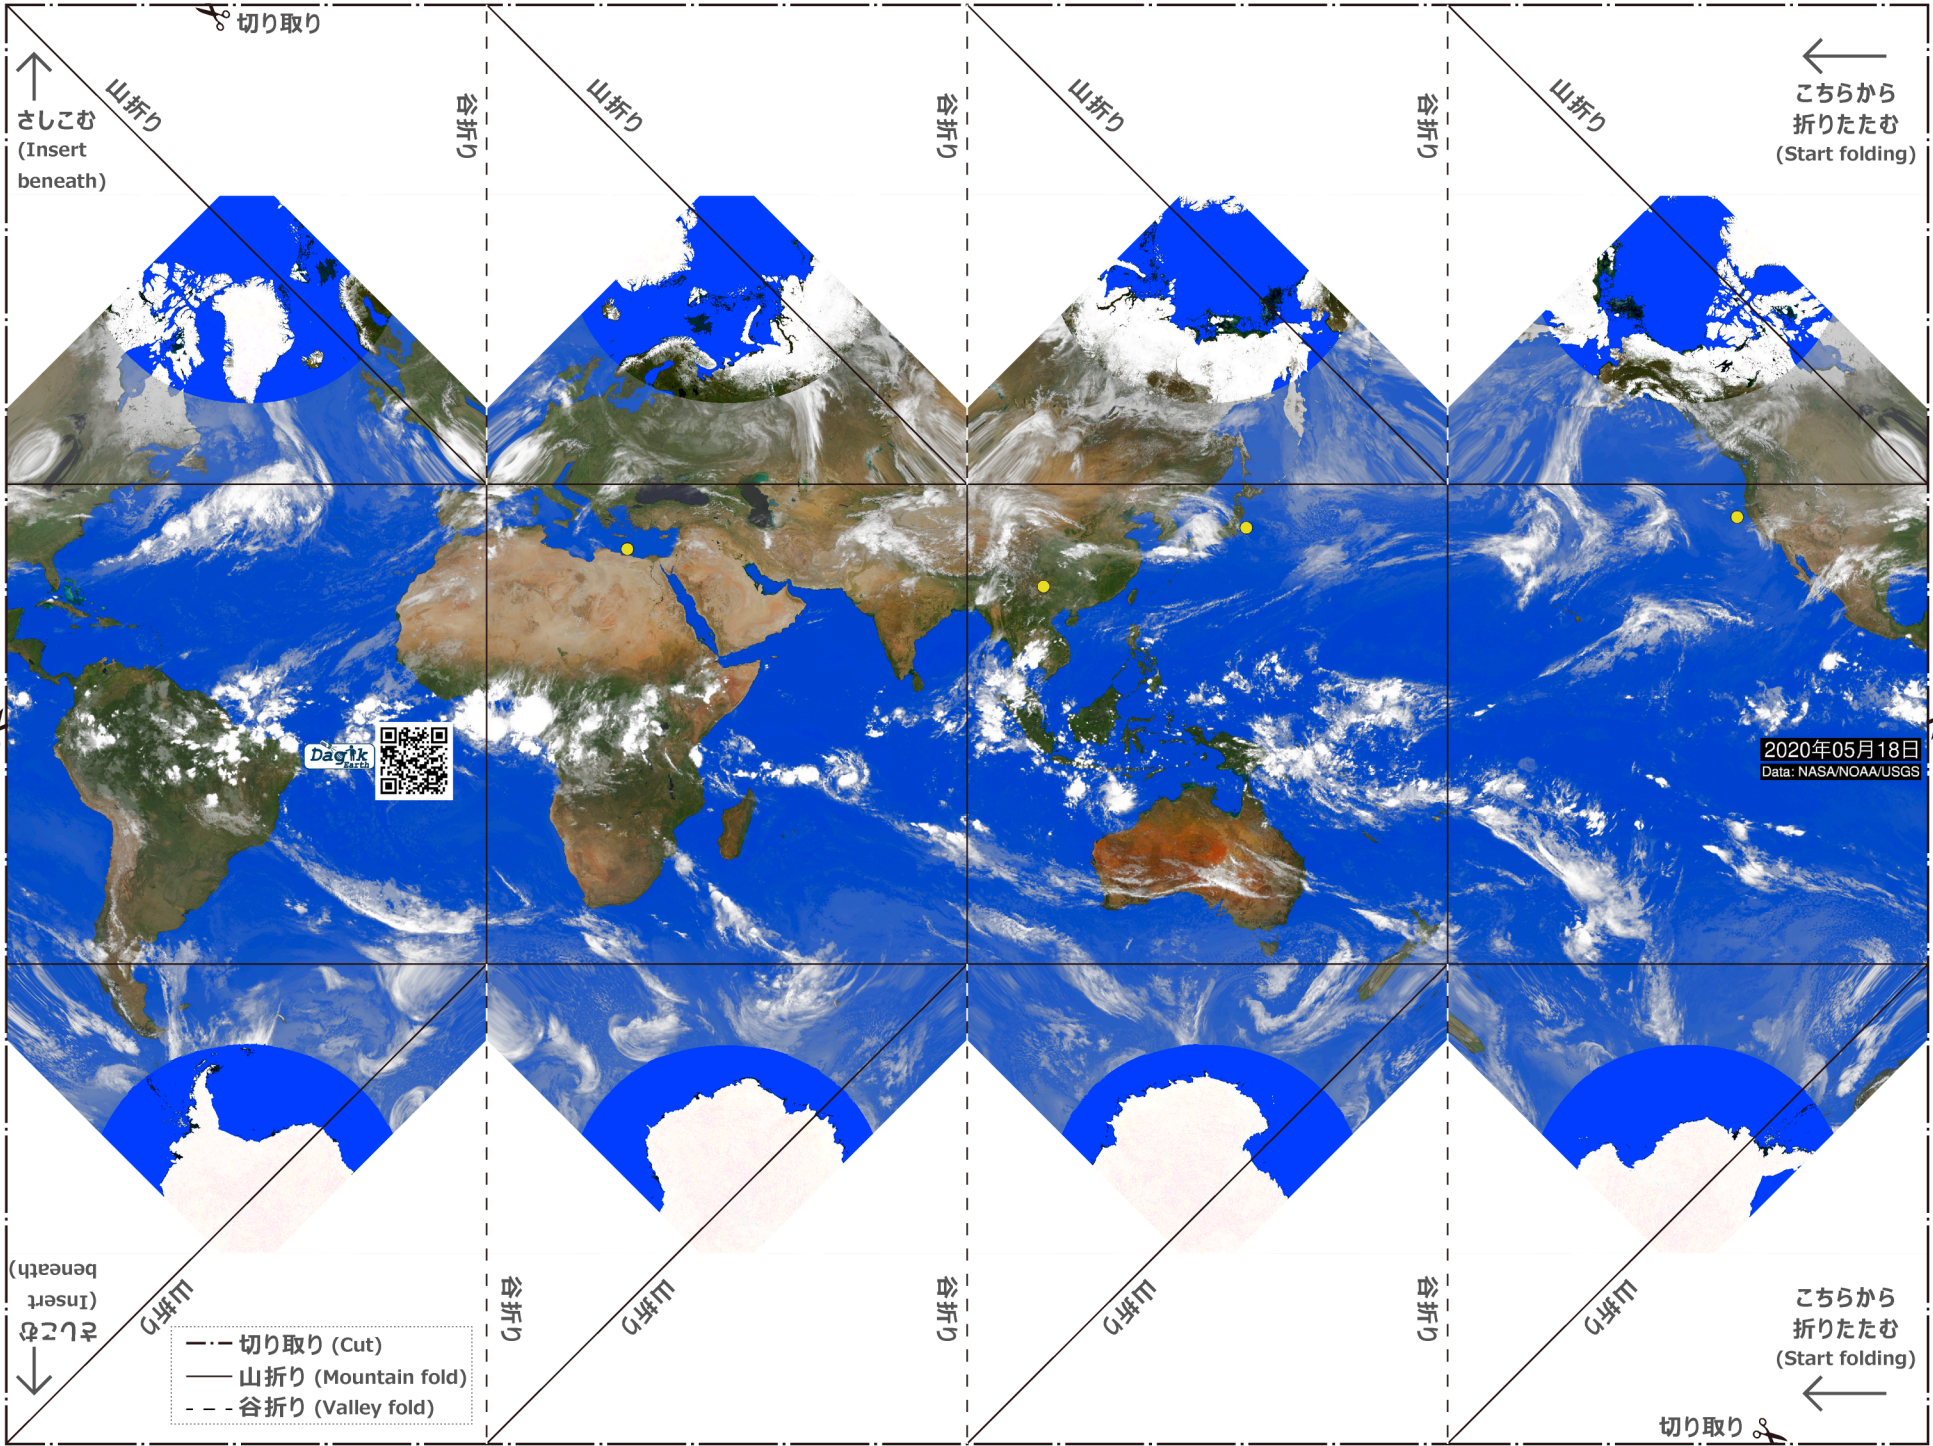 切り取り
山折り
谷折り
山折り
谷折り
山折り
谷折り
山折り
さしこむ
(Insert
beneath)
こちらから
折りたたむ
(Start folding)
Dagik
Earth
2020年05月18日
Data: NASA/NOAA/USGS
さしこむ
(Insert
beneath)
山折り
谷折り
山折り
谷折り
山折り
谷折り
山折り
こちらから
折りたたむ
(Start folding)
切り取り (Cut)
山折り (Mountain fold)
谷折り (Valley fold)
切り取り